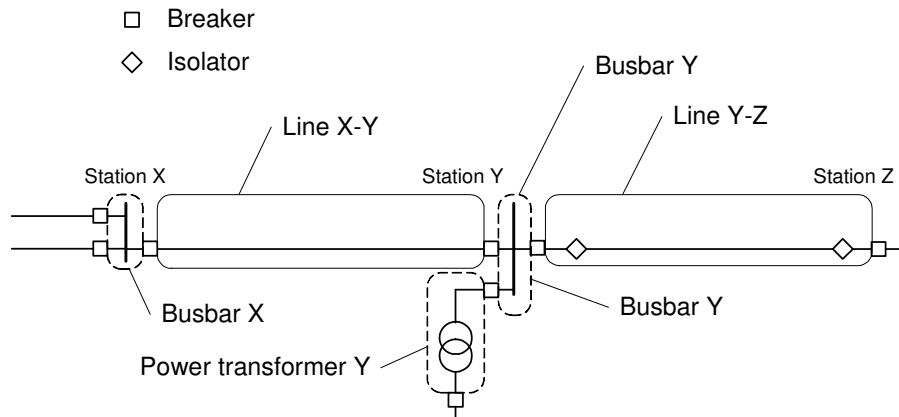 Breaker
Isolator
Busbar Y
Line X-Y
Line Y-Z
Station X
Station Y
Station Z
Busbar X
Busbar Y
Power transformer Y